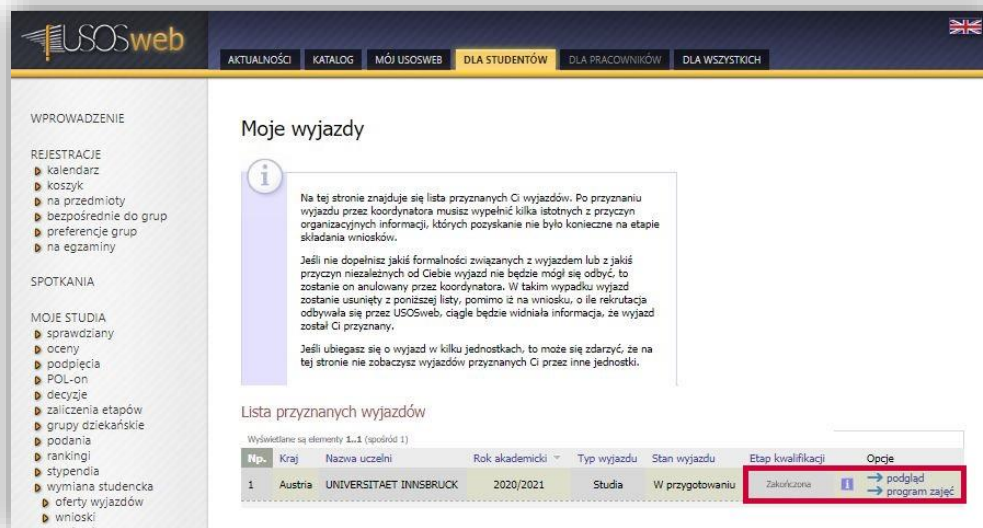 USOSweb
AKTUALNOŚCI KATALOG MÓJ USOSWEB DLA STUDENTÓW DLA PRACOWNIKÓW DLA WSZYSTKICH
WPROWADZENIE
REJESTRACJE
kalendarz
koszyk
na przedmioty
bezpośrednie do grup
preferencje grup
na egzaminy
SPOTKANIA
MOJE STUDIA
sprawdziany
oceny
podpięcia
POL-on
decyzje
zaliczenia etapów
grupy dziekańskie
podania
rankingi
stypendia
wymiana studencka
oferty wyjazdów
wnioski
Moje wyjazdy
i
Na tej stronie znajduje się lista przyznanych Ci wyjazdów. Po przyznaniu
wyjazdu przez koordynatora musisz wypełnić kilka istotnych z przyczyn
organizacyjnych informacji, których pozyskanie nie było konieczne na etapie
składania wniosków.
Jeśli nie dopełnisz jakiś formalności związanych z wyjazdem lub z jakiś
przyczyn niezależnych od Ciebie wyjazd nie będzie mógł się odbyć, to
zostanie on anulowany przez koordynatora. W takim wypadku wyjazd
zostanie usunięty z poniższej listy, pomimo iż na wniosku, o ile rekrutacja
odbywała się przez USOSweb, ciągle będzie widniała informacja, że wyjazd
został Ci przyznany.
Jeśli ubiegasz się o wyjazd w kilku jednostkach, to może się zdarzyć, że na
tej stronie nie zobaczysz wyjazdów przyznanych Ci przez inne jednostki.
Lista przyznanych wyjazdów
Wyświetlane są elementy 1..1 (spośród 1)
Np. Kraj Nazwa uczelni Rok akademicki Typ wyjazdu Stan wyjazdu Etap kwalifikacji Opcje
1 Austria UNIVERSITAET INNSBRUCK 2020/2021 Studia W przygotowaniu Zakończona i podgląd
program zajęć